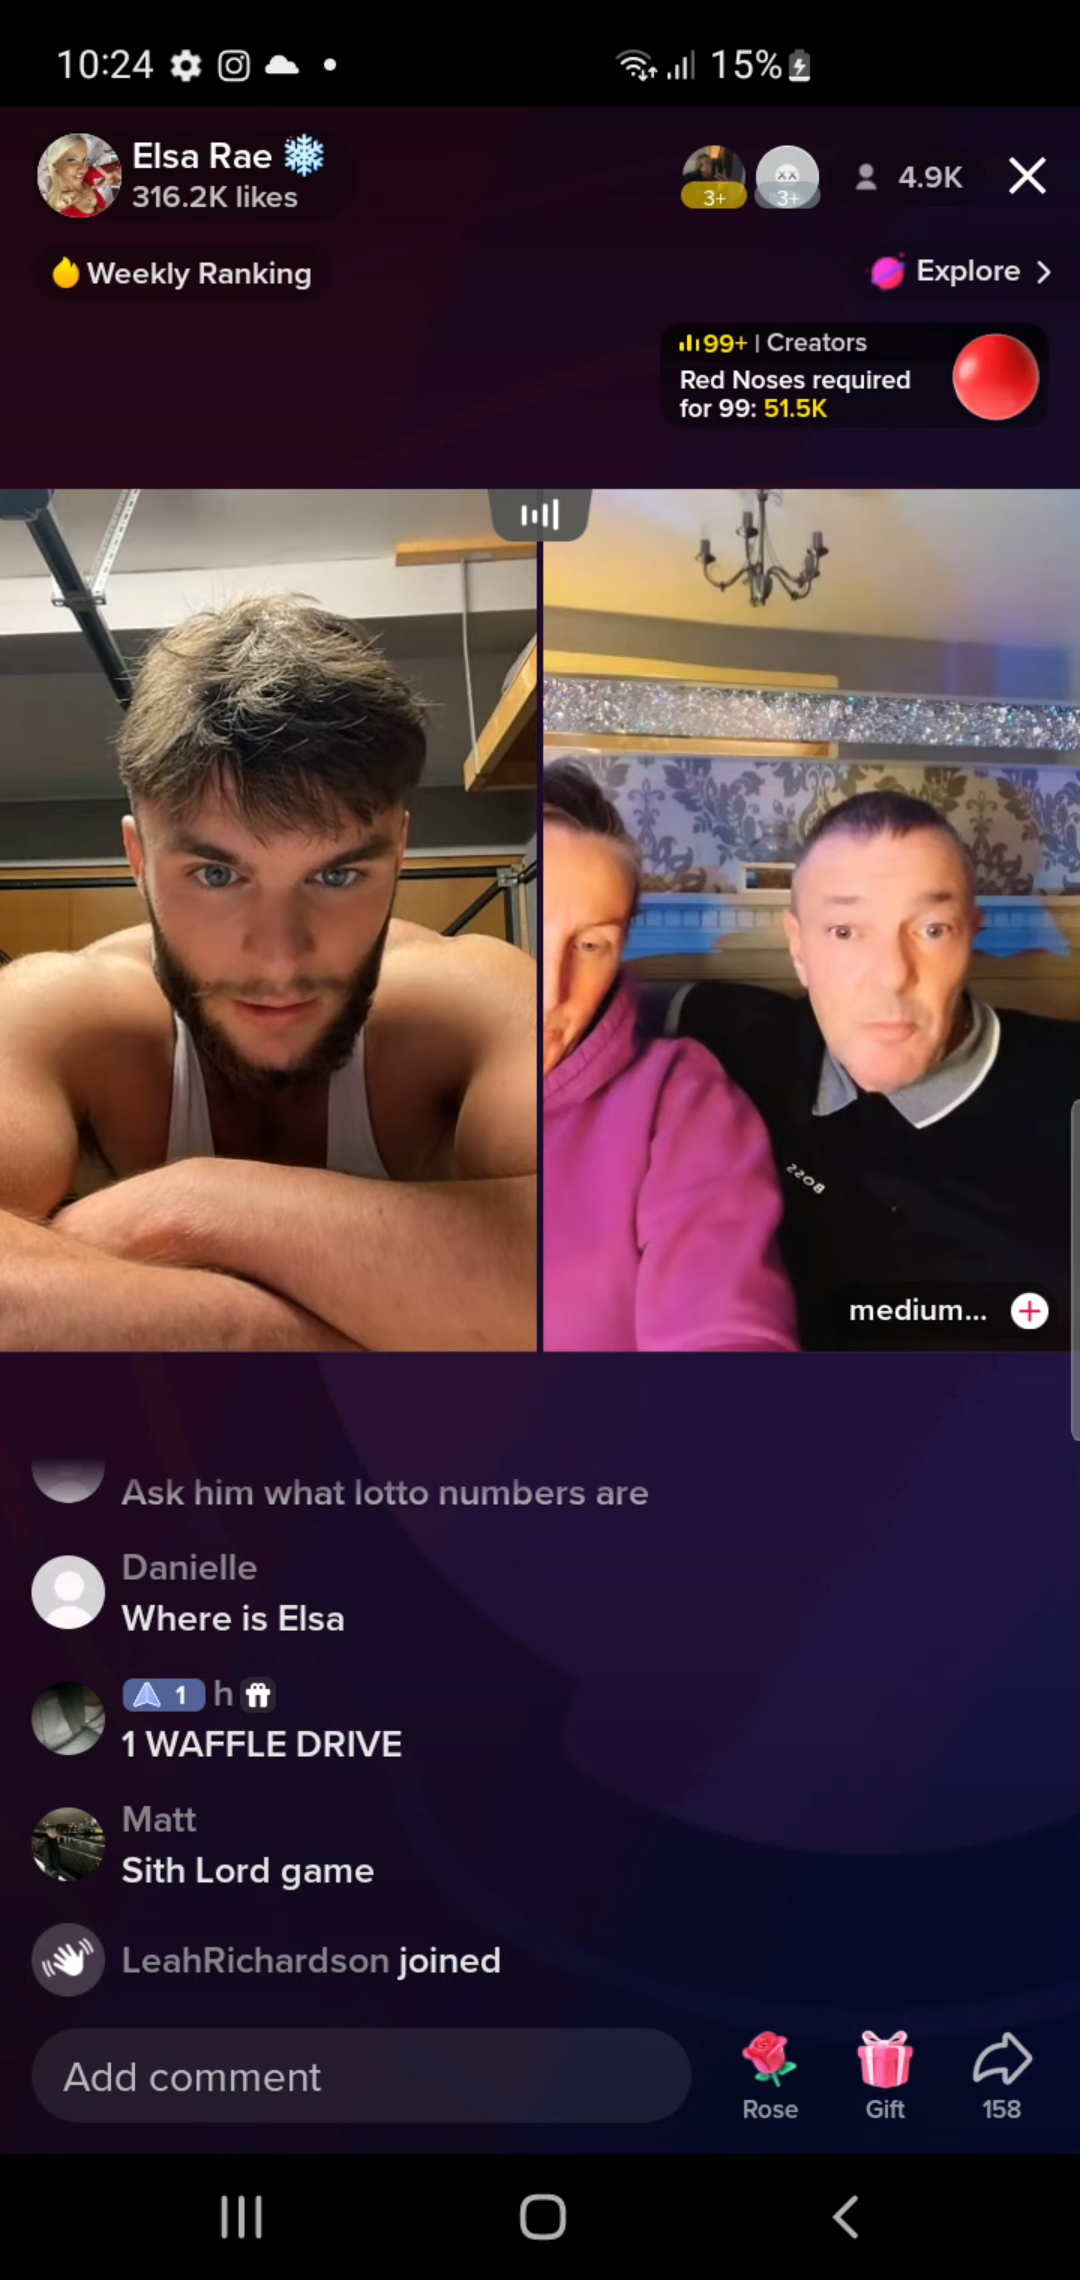 10:24
15%
Elsa Rae
316.2K likes
3+
3+
4.9K
Weekly Ranking
Explore
99+ | Creators
Red Noses required
for 99: 51.5K
BOSS
medium...
Ask him what lotto numbers are
Danielle
Where is Elsa
1 h
1 WAFFLE DRIVE
Matt
Sith Lord game
LeahRichardson joined
Add comment
Rose
Gift
158